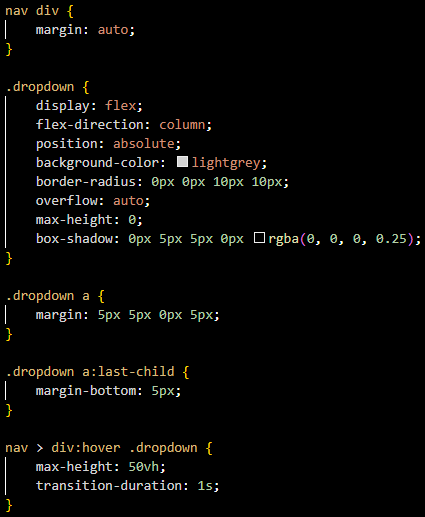 nav div {
    margin: auto;
}

.dropdown {
    display: flex;
    flex-direction: column;
    position: absolute;
    background-color: lightgrey;
    border-radius: 0px 0px 10px 10px;
    overflow: auto;
    max-height: 0;
    box-shadow: 0px 5px 5px 0px rgba(0, 0, 0, 0.25);
}

.dropdown a {
    margin: 5px 5px 0px 5px;
}

.dropdown a:last-child {
    margin-bottom: 5px;
}

nav > div:hover .dropdown {
    max-height: 50vh;
    transition-duration: 1s;
}